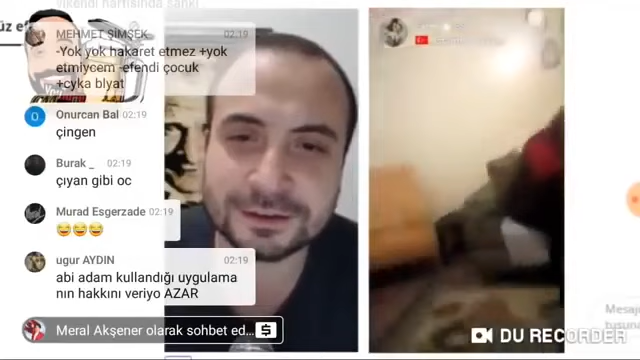 MEHMET ŞİMŞEK 02:19
-Yok yok hakaret etmez +yok
etmiycem -efendi çocuk
+cyka blyat
Onurcan Bal 02:19
çingen
Burak _ 02:19
çıyan gibi oc
Murad Esgerzade 02:19
😂😂😂
ugur AYDIN 02:19
abi adam kullandığı uygulama
nın hakkını veriyo AZAR
Meral Akşener olarak sohbet ed...
DU RECORDER
Mesajı
tuşuna